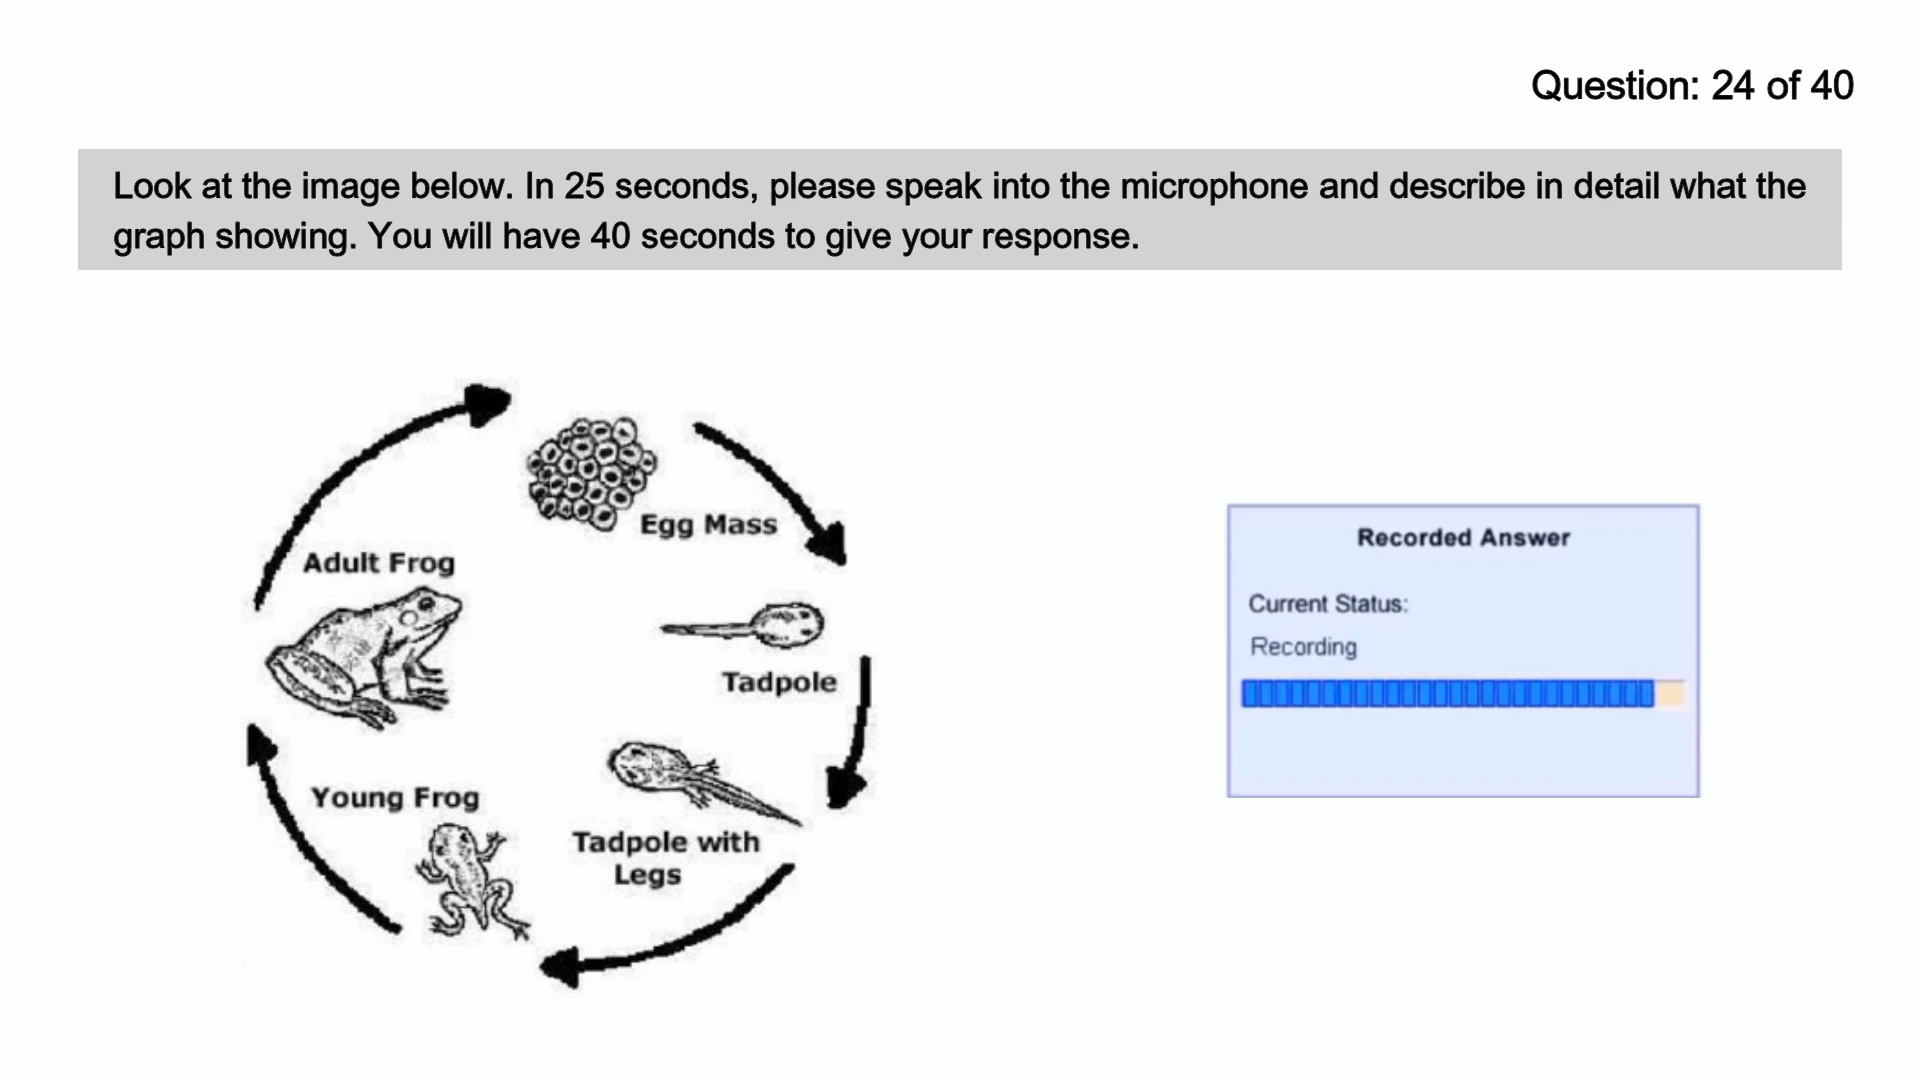 Question: 24 of 40
Look at the image below. In 25 seconds, please speak into the microphone and describe in detail what the
graph showing. You will have 40 seconds to give your response.
Egg Mass
Adult Frog
Tadpole
Young Frog
Tadpole with
Legs
Recorded Answer
Current Status:
Recording